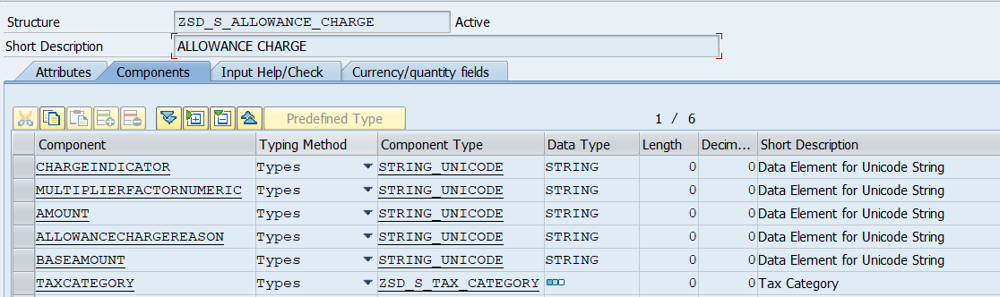 Structure ZSD_S_ALLOWANCE_CHARGE Active
Short Description ALLOWANCE CHARGE
Attributes Components Input Help/Check Currency/quantity fields
Predefined Type 1 / 6
Component Typing Method Component Type Data Type Length Decim... Short Description
CHARGEINDICATOR Types STRING_UNICODE STRING 0 0 Data Element for Unicode String
MULTIPLIERFACTORNUMERIC Types STRING_UNICODE STRING 0 0 Data Element for Unicode String
AMOUNT Types STRING_UNICODE STRING 0 0 Data Element for Unicode String
ALLOWANCECHARGEREASON Types STRING_UNICODE STRING 0 0 Data Element for Unicode String
BASEAMOUNT Types STRING_UNICODE STRING 0 0 Data Element for Unicode String
TAXCATEGORY Types ZSD_S_TAX_CATEGORY 0 0 Tax Category